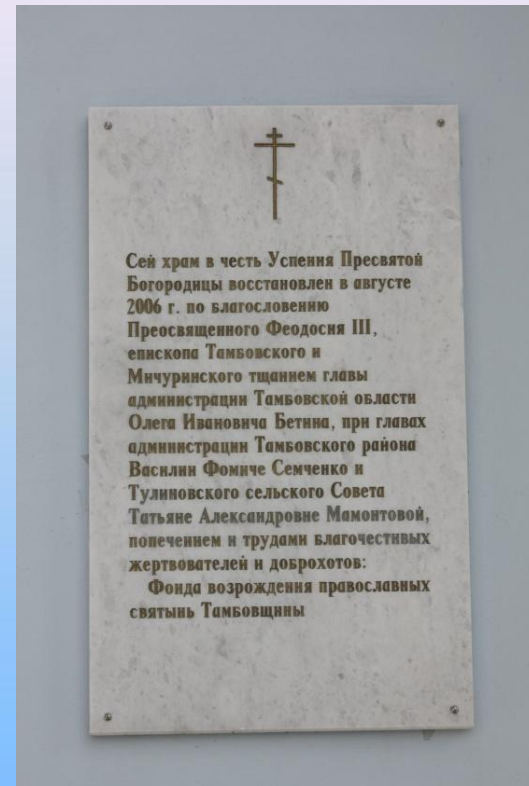 Сей храм в честь Успения Пресвятой
Богородицы восстановлен в августе
2006 г. по благословению
Преосвященного Феодосия III,
епископа Тамбовского и
Мичуринского тщанием главы
администрации Тамбовской области
Олега Ивановича Бетина, при главах
администрации Тамбовского района
Василии Фомиче Семченко и
Тулиновского сельского Совета
Татьяне Александровне Мамонтовой,
попечением и трудами благочестивых
жертвователей и доброхотов:
Фонда возрождения православных
святынь Тамбовщины